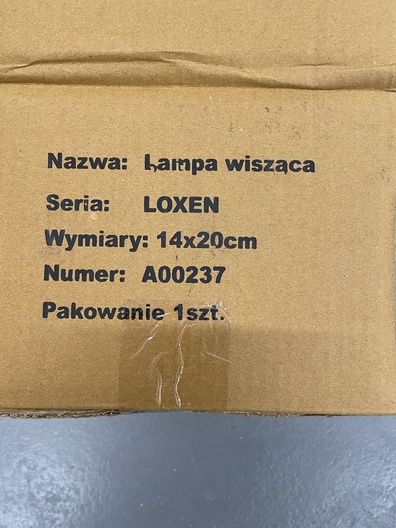 Nazwa: Lampa wisząca
Seria: LOXEN
Wymiary: 14x20cm
Numer: A00237
Pakowanie 1szt.